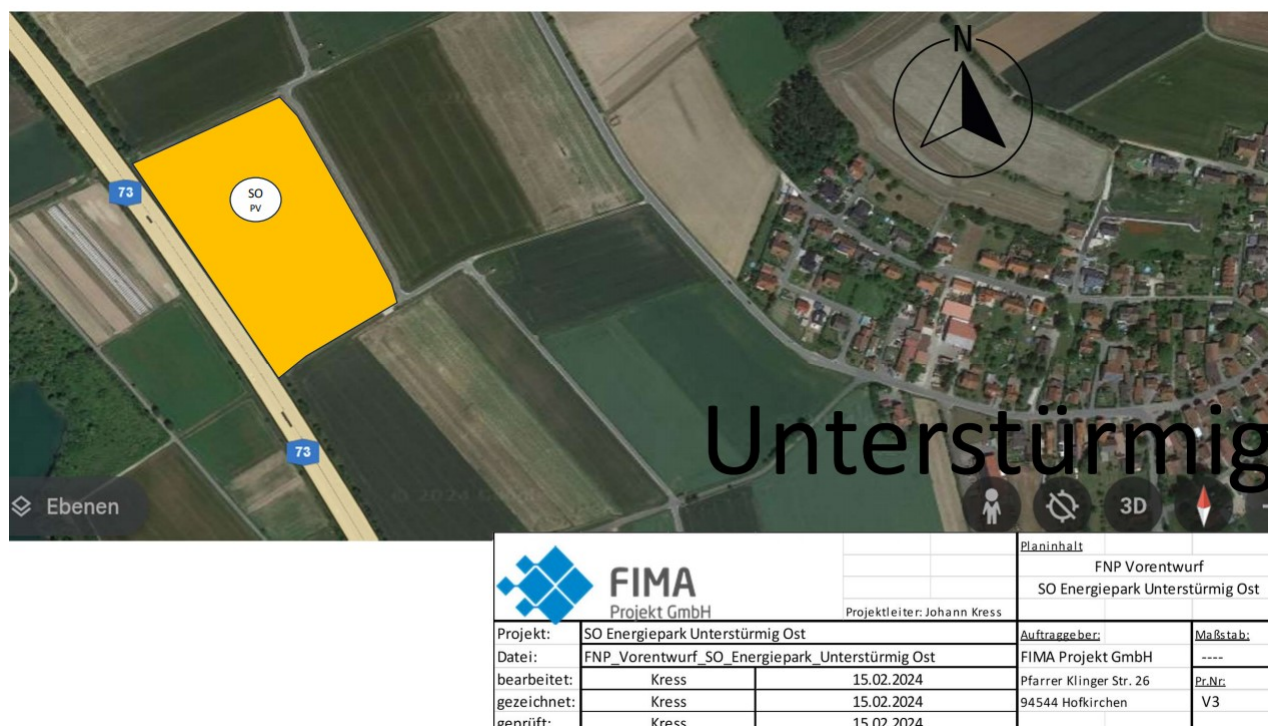 N
73
SO
PV
73
Unterstürmig
© 2024 Google
Ebenen
3D
FIMA
Projekt GmbH
Projektleiter: Johann Kress
Planinhalt
FNP Vorentwurf
SO Energiepark Unterstürmig Ost
Projekt: SO Energiepark Unterstürmig Ost
Auftraggeber: Maßstab:
Datei: FNP_Vorentwurf_SO_Energiepark_Unterstürmig Ost
FIMA Projekt GmbH ----
bearbeitet: Kress 15.02.2024
Pfarrer Klinger Str. 26 Pr.Nr:
gezeichnet: Kress 15.02.2024
94544 Hofkirchen V3
geprüft: Kress 15.02.2024